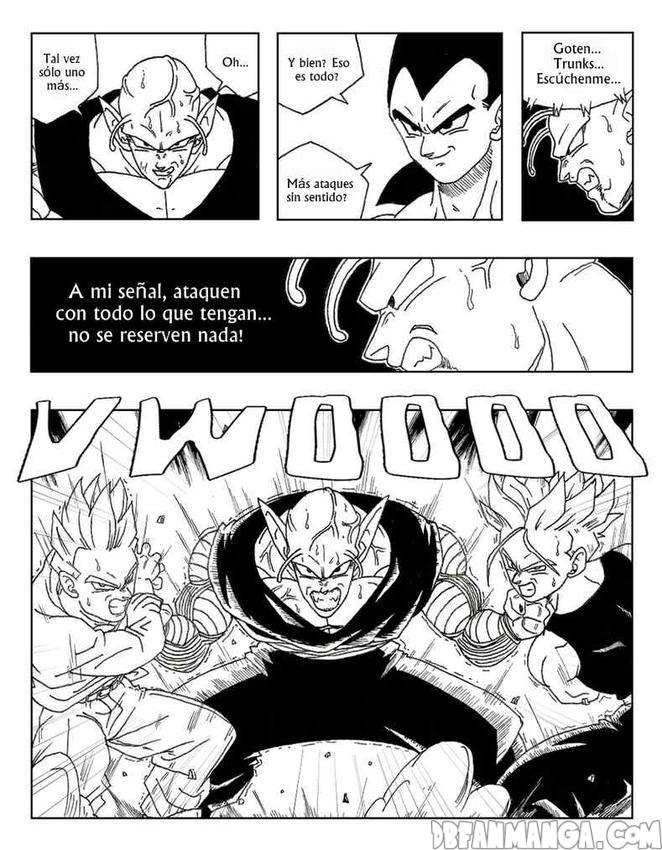 Tal vez
sólo uno
más...
Oh...
Y bien? Eso
es todo?
Más ataques
sin sentido?
Goten...
Trunks...
Escúchenme...
A mi señal, ataquen
con todo lo que tengan...
no se reserven nada!
VWOOOO
DBFANMANGA.COM